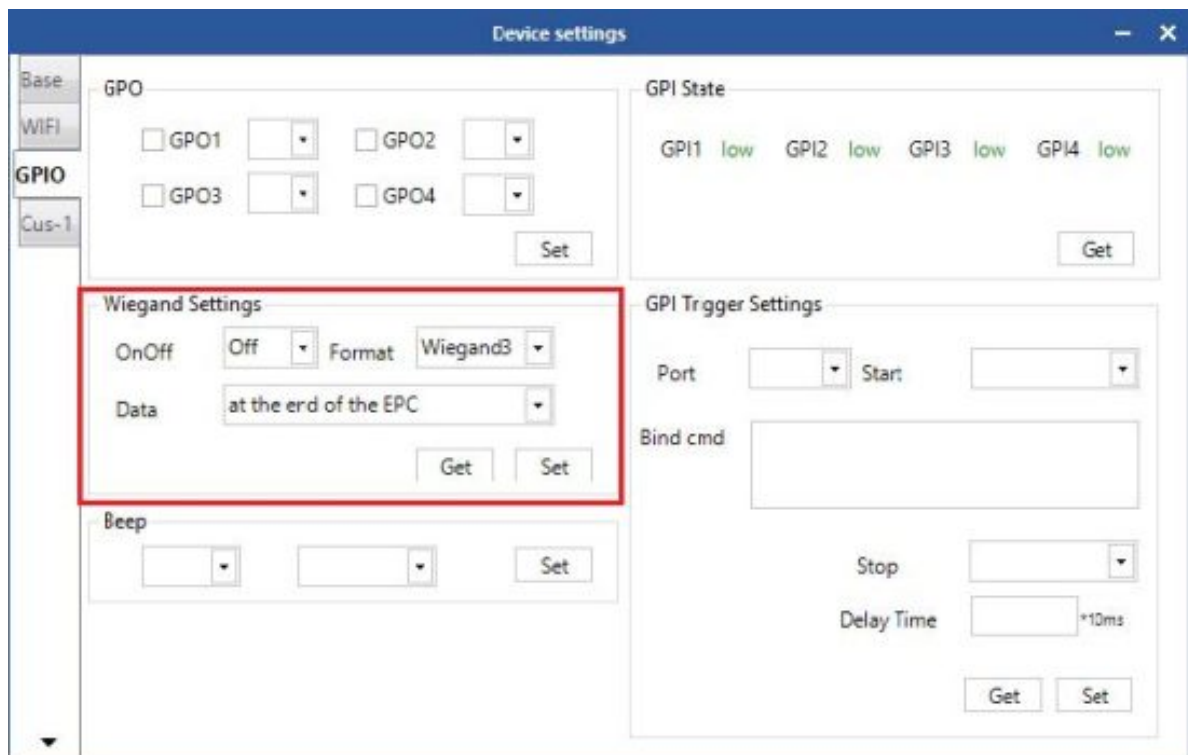 Device settings
Base
WIFI
GPIO
Cus-1
GPO
GPO1
GPO2
GPO3
GPO4
Set
GPI State
GPI1 low GPI2 low GPI3 low GPI4 low
Get
Wiegand Settings
OnOff Off Format Wiegand3
Data at the end of the EPC
Get Set
Beep
Set
GPI Trigger Settings
Port Start
Bind cmd
Stop
Delay Time *10ms
Get Set